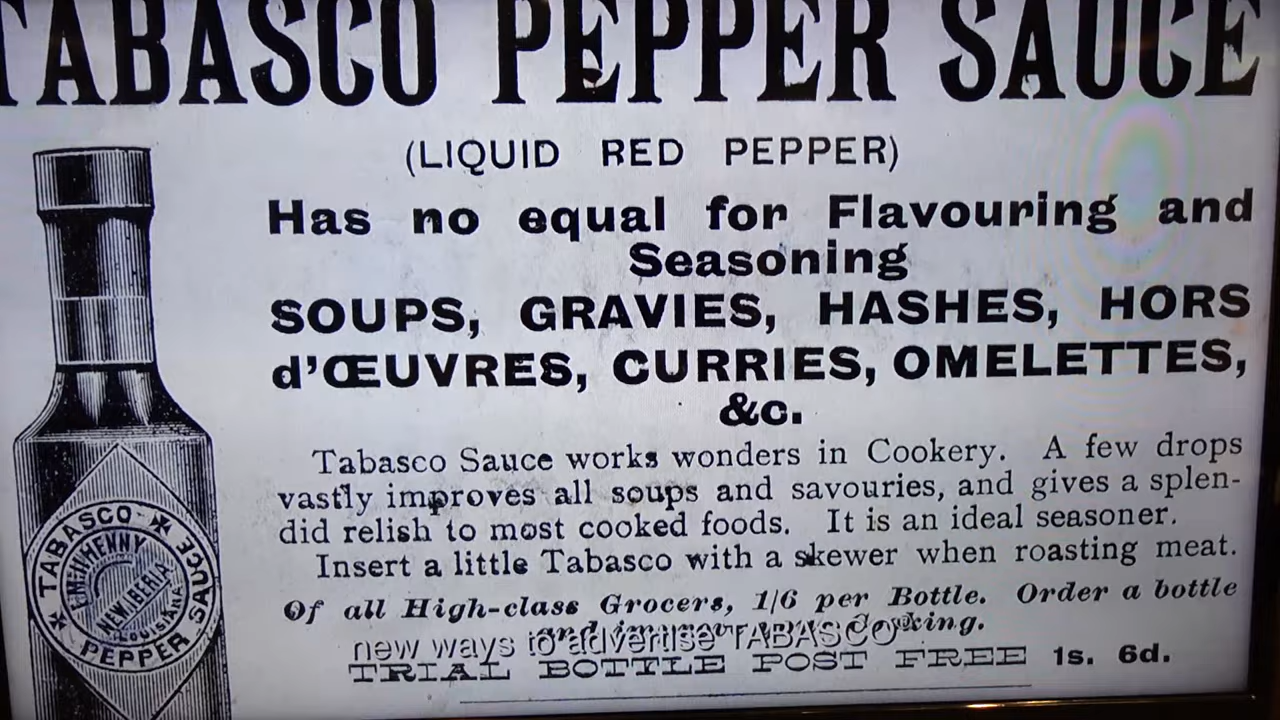 TABASCO PEPPER SAUCE
(LIQUID RED PEPPER)
Has no equal for Flavouring and
Seasoning
SOUPS, GRAVIES, HASHES, HORS
d'ŒUVRES, CURRIES, OMELETTES,
&c.
Tabasco Sauce works wonders in Cookery. A few drops
vastly improves all soups and savouries, and gives a splen-
did relish to most cooked foods. It is an ideal seasoner.
Insert a little Tabasco with a skewer when roasting meat.
Of all High-class Grocers, 1/6 per Bottle. Order a bottle
and your cooking.
new ways to advertise TABASCO
TRIAL BOTTLE POST FREE 1s. 6d.
TABASCO
PEPPER SAUCE
E. McILHENNY
NEW IBERIA
LOUISIANA